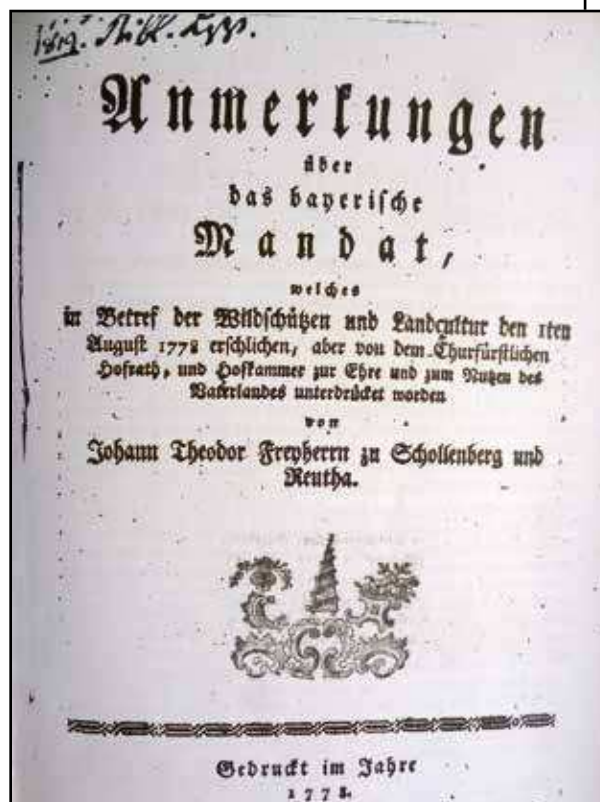 Anmerkungen
über
das bayerische
Mandat,
welches
in Betref der Wildschützen und Landcultur den 1ten
August 1778 erschlichen, aber von dem Churfürstlichen
Hofrath, und Hofkammer zur Ehre und zum Nutzen des
Vaterlandes unterdrücket worden
von
Johann Theodor Freyherrn zu Schollenberg und
Reutha.
Gedruckt im Jahre
1778.